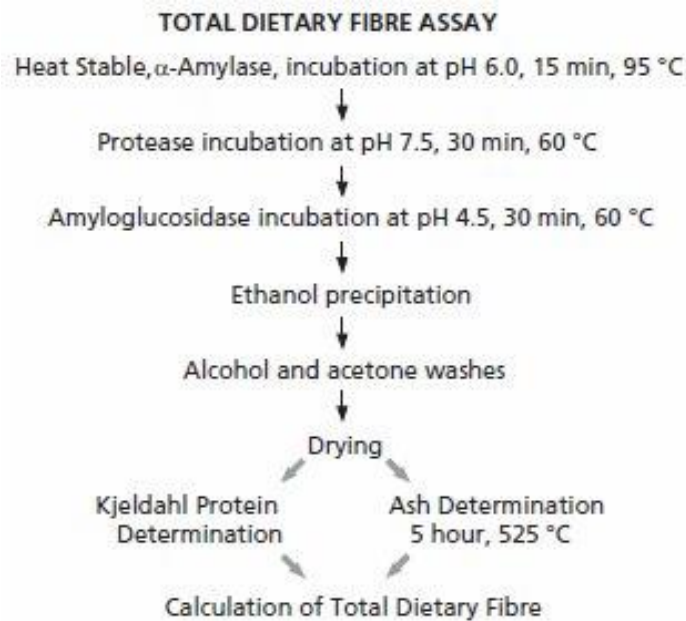 TOTAL DIETARY FIBRE ASSAY
Heat Stable,α-Amylase, incubation at pH 6.0, 15 min, 95 °C
Protease incubation at pH 7.5, 30 min, 60 °C
Amyloglucosidase incubation at pH 4.5, 30 min, 60 °C
Ethanol precipitation
Alcohol and acetone washes
Drying
Kjeldahl Protein
Determination
Ash Determination
5 hour, 525 °C
Calculation of Total Dietary Fibre